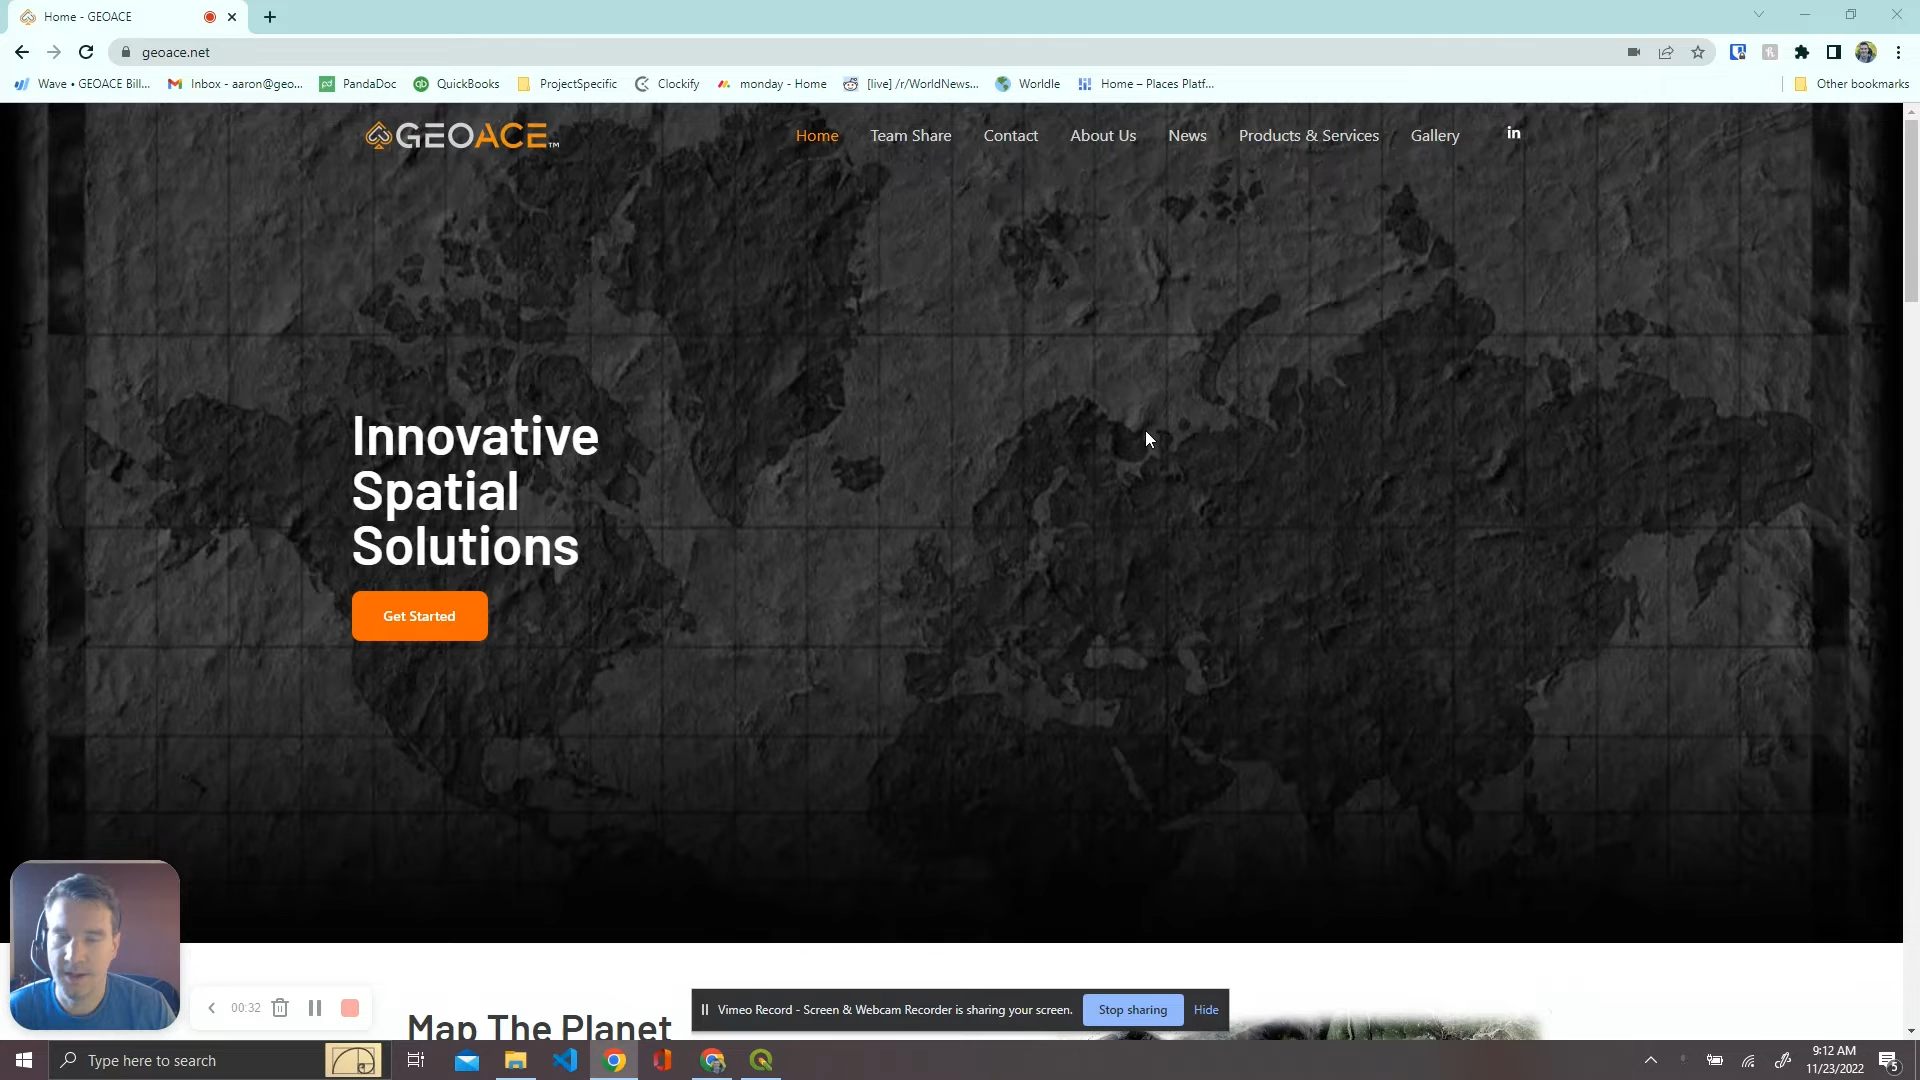 Home - GEOACE
geoace.net
Wave • GEOACE Bill...
Inbox - aaron@geo...
PandaDoc
QuickBooks
ProjectSpecific
Clockify
monday - Home
[live] /r/WorldNews...
Worldle
Home – Places Platf...
Other bookmarks
GEOACE™
Home
Team Share
Contact
About Us
News
Products & Services
Gallery
in
Innovative
Spatial
Solutions
Get Started
00:32
Map The Planet
Vimeo Record - Screen & Webcam Recorder is sharing your screen.
Stop sharing
Hide
Type here to search
9:12 AM
11/23/2022
5